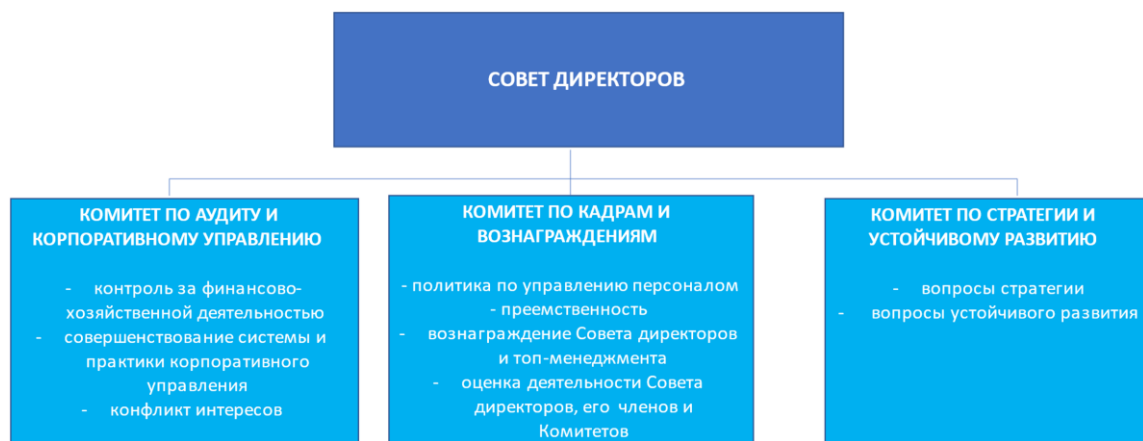 СОВЕТ ДИРЕКТОРОВ
КОМИТЕТ ПО АУДИТУ И
КОРПОРАТИВНОМУ УПРАВЛЕНИЮ
- контроль за финансово-
хозяйственной деятельностью
- совершенствование системы и
практики корпоративного
управления
- конфликт интересов
КОМИТЕТ ПО КАДРАМ И
ВОЗНАГРАЖДЕНИЯМ
- политика по управлению персоналом
- преемственность
- вознаграждение Совета директоров
и топ-менеджмента
- оценка деятельности Совета
директоров, его членов и
Комитетов
КОМИТЕТ ПО СТРАТЕГИИ И
УСТОЙЧИВОМУ РАЗВИТИЮ
- вопросы стратегии
- вопросы устойчивого развития